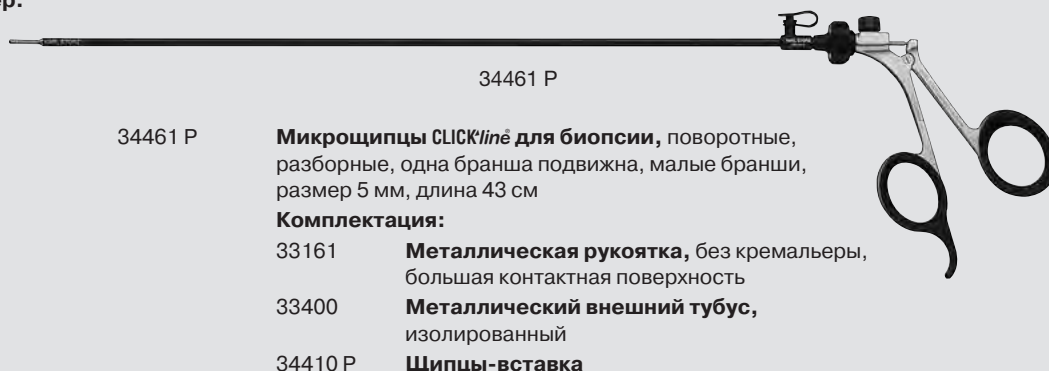 ер:
34461 P
34461 P Микрощипцы CLICK'line® для биопсии, поворотные,
разборные, одна бранша подвижна, малые бранши,
размер 5 мм, длина 43 см
Комплектация:
33161 Металлическая рукоятка, без кремальеры,
большая контактная поверхность
33400 Металлический внешний тубус,
изолированный
34410 P Щипцы-вставка